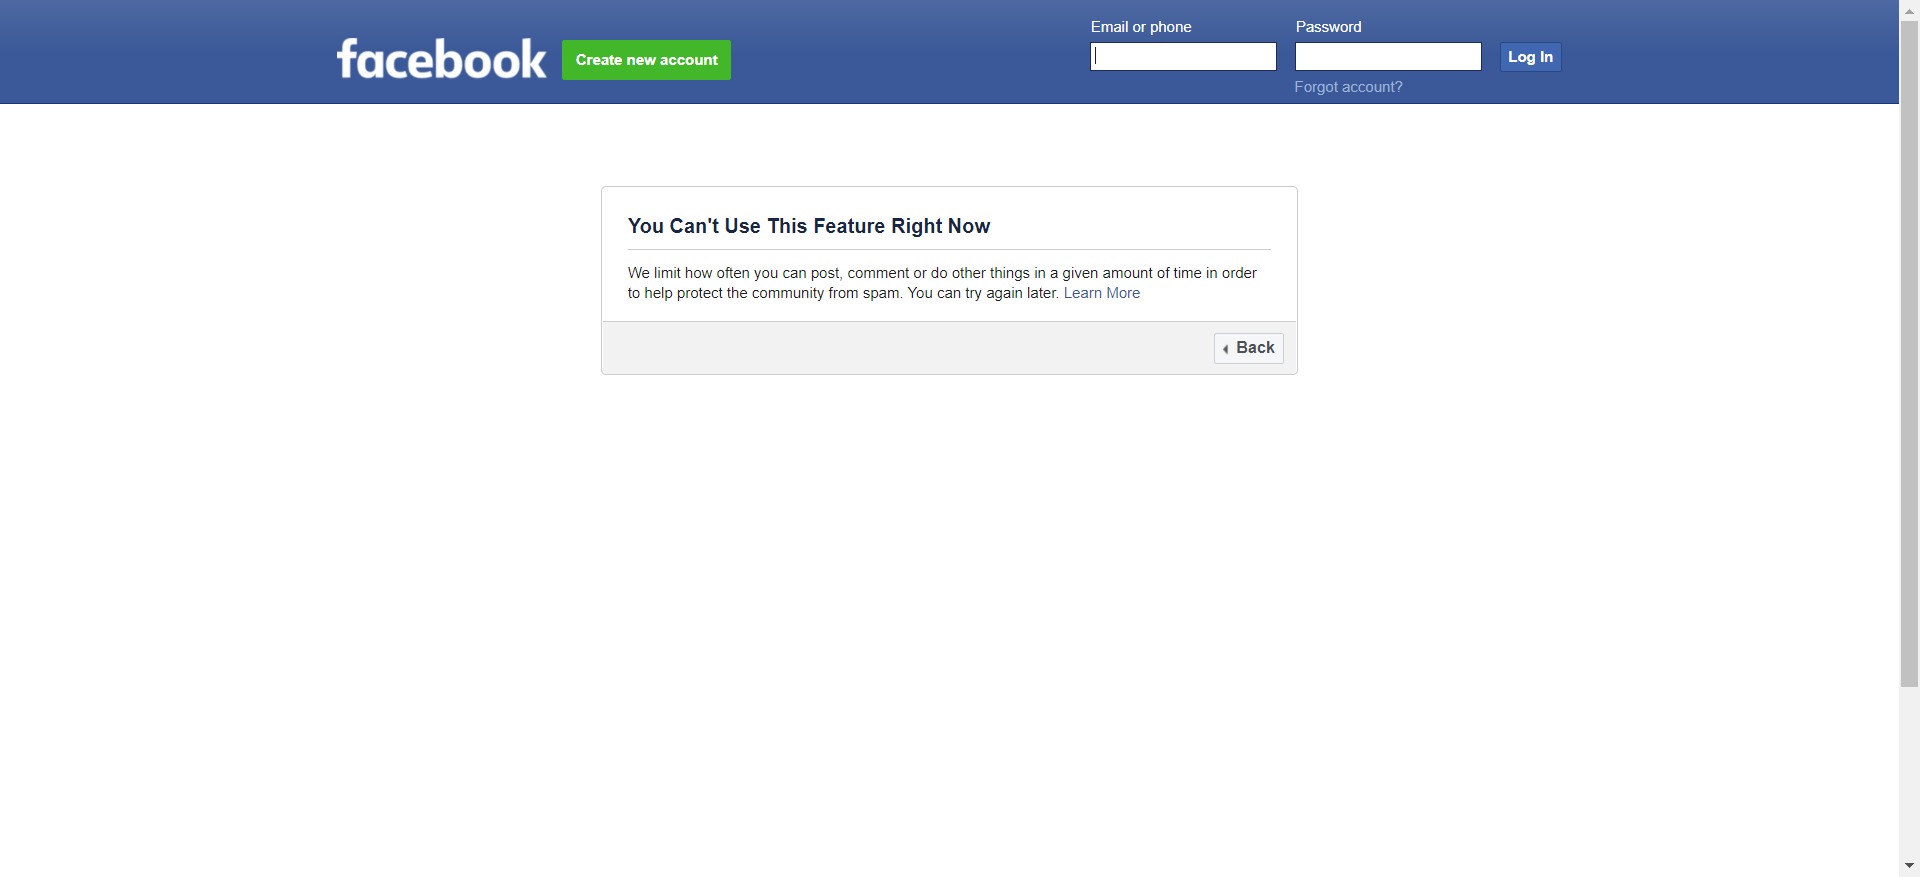 facebook
Create new account
Email or phone
Password
Log In
Forgot account?
You Can't Use This Feature Right Now
We limit how often you can post, comment or do other things in a given amount of time in order
to help protect the community from spam. You can try again later. Learn More
Back